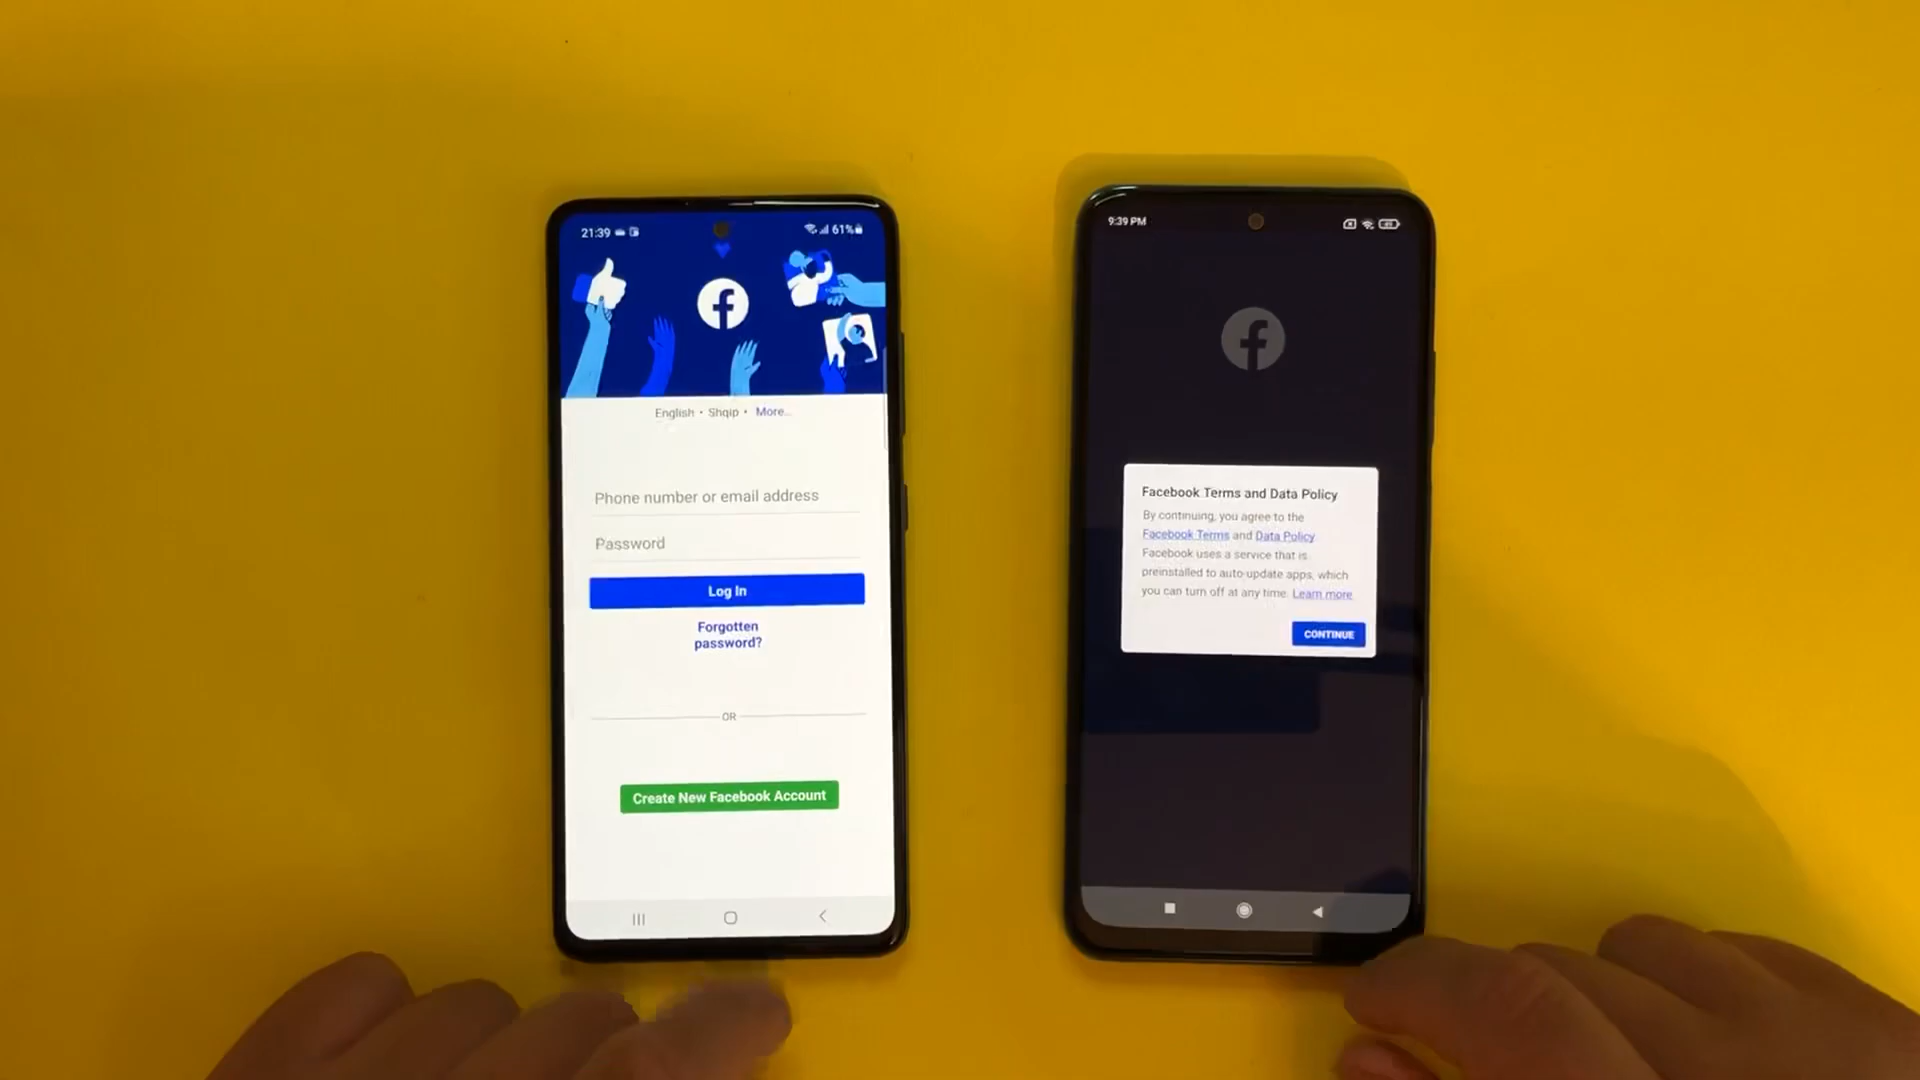 21:39
61%
English • Shqip • More...
Phone number or email address
Password
Log In
Forgotten
password?
OR
Create New Facebook Account
9:39 PM
Facebook Terms and Data Policy
By continuing, you agree to the
Facebook Terms and Data Policy
Facebook uses a service that is
preinstalled to auto-update apps, which
you can turn off at any time. Learn more
CONTINUE